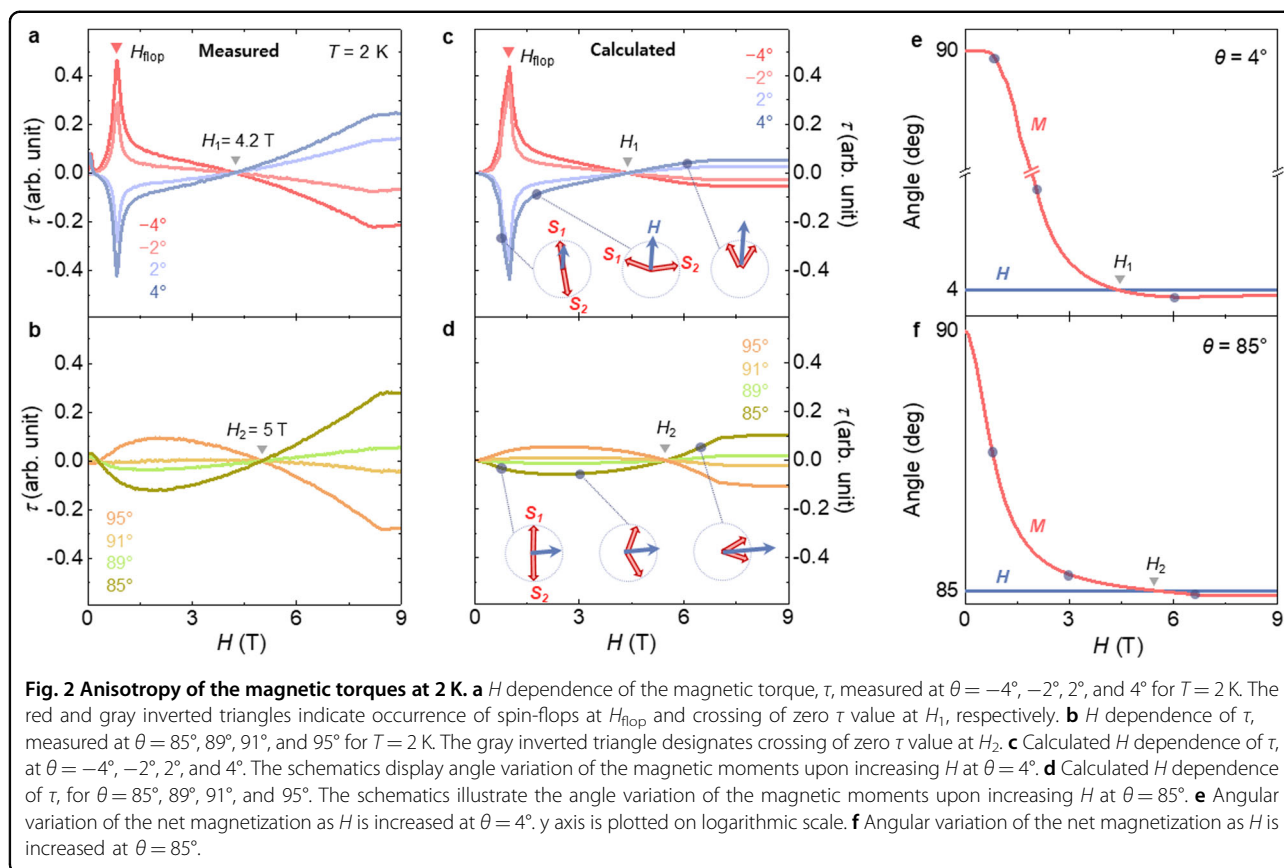 a
Measured
T = 2 K
H_flop
H₁ = 4.2 T
τ (arb. unit)
0.4
0.2
0.0
-0.2
-0.4
−4°
−2°
2°
4°
c
Calculated
H_flop
H₁
−4°
−2°
2°
4°
S₁
S₂
H
S₁
S₂
τ (arb. unit)
0.4
0.2
0.0
-0.2
-0.4
b
H₂ = 5 T
τ (arb. unit)
0.4
0.2
0.0
-0.2
-0.4
95°
91°
89°
85°
0 3 6 9
H (T)
d
H₂
95°
91°
89°
85°
S₁
S₂
τ (arb. unit)
0.4
0.2
0.0
-0.2
-0.4
0 3 6 9
H (T)
e
θ = 4°
90
4
Angle (deg)
M
H
H₁
f
θ = 85°
90
85
Angle (deg)
M
H
H₂
0 3 6 9
H (T)
Fig. 2 Anisotropy of the magnetic torques at 2 K. a H dependence of the magnetic torque, τ, measured at θ = −4°, −2°, 2°, and 4° for T = 2 K. The
red and gray inverted triangles indicate occurrence of spin-flops at H_flop and crossing of zero τ value at H₁, respectively. b H dependence of τ,
measured at θ = 85°, 89°, 91°, and 95° for T = 2 K. The gray inverted triangle designates crossing of zero τ value at H₂. c Calculated H dependence of τ,
at θ = −4°, −2°, 2°, and 4°. The schematics display angle variation of the magnetic moments upon increasing H at θ = 4°. d Calculated H dependence
of τ, for θ = 85°, 89°, 91°, and 95°. The schematics illustrate the angle variation of the magnetic moments upon increasing H at θ = 85°. e Angular
variation of the net magnetization as H is increased at θ = 4°. y axis is plotted on logarithmic scale. f Angular variation of the net magnetization as H is
increased at θ = 85°.